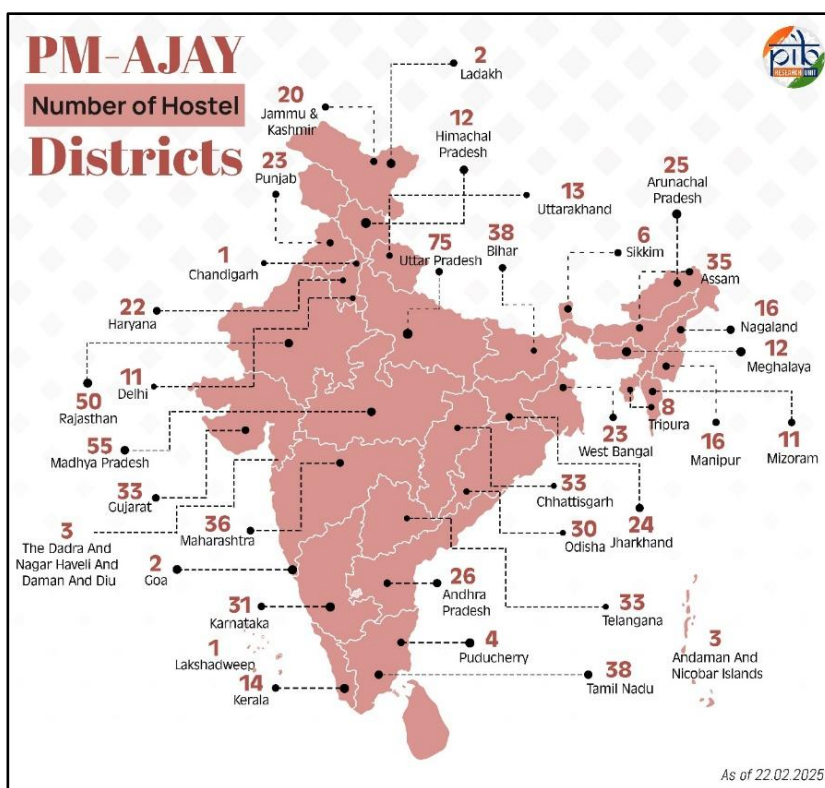 PM-AJAY
Number of Hostel
Districts
pib
RESEARCH UNIT
2
Ladakh
20
Jammu &
Kashmir
12
Himachal
Pradesh
23
Punjab
13
Uttarakhand
25
Arunachal
Pradesh
1
Chandigarh
75
Uttar Pradesh
38
Bihar
6
Sikkim
35
Assam
22
Haryana
16
Nagaland
11
Delhi
12
Meghalaya
50
Rajasthan
8
Tripura
55
Madhya Pradesh
23
West Bangal
16
Manipur
11
Mizoram
33
Gujarat
33
Chhattisgarh
36
Maharashtra
24
Jharkhand
3
The Dadra And
Nagar Haveli And
Daman And Diu
30
Odisha
2
Goa
26
Andhra
Pradesh
31
Karnataka
33
Telangana
1
Lakshadweep
4
Puducherry
3
Andaman And
Nicobar Islands
14
Kerala
38
Tamil Nadu
As of 22.02.2025